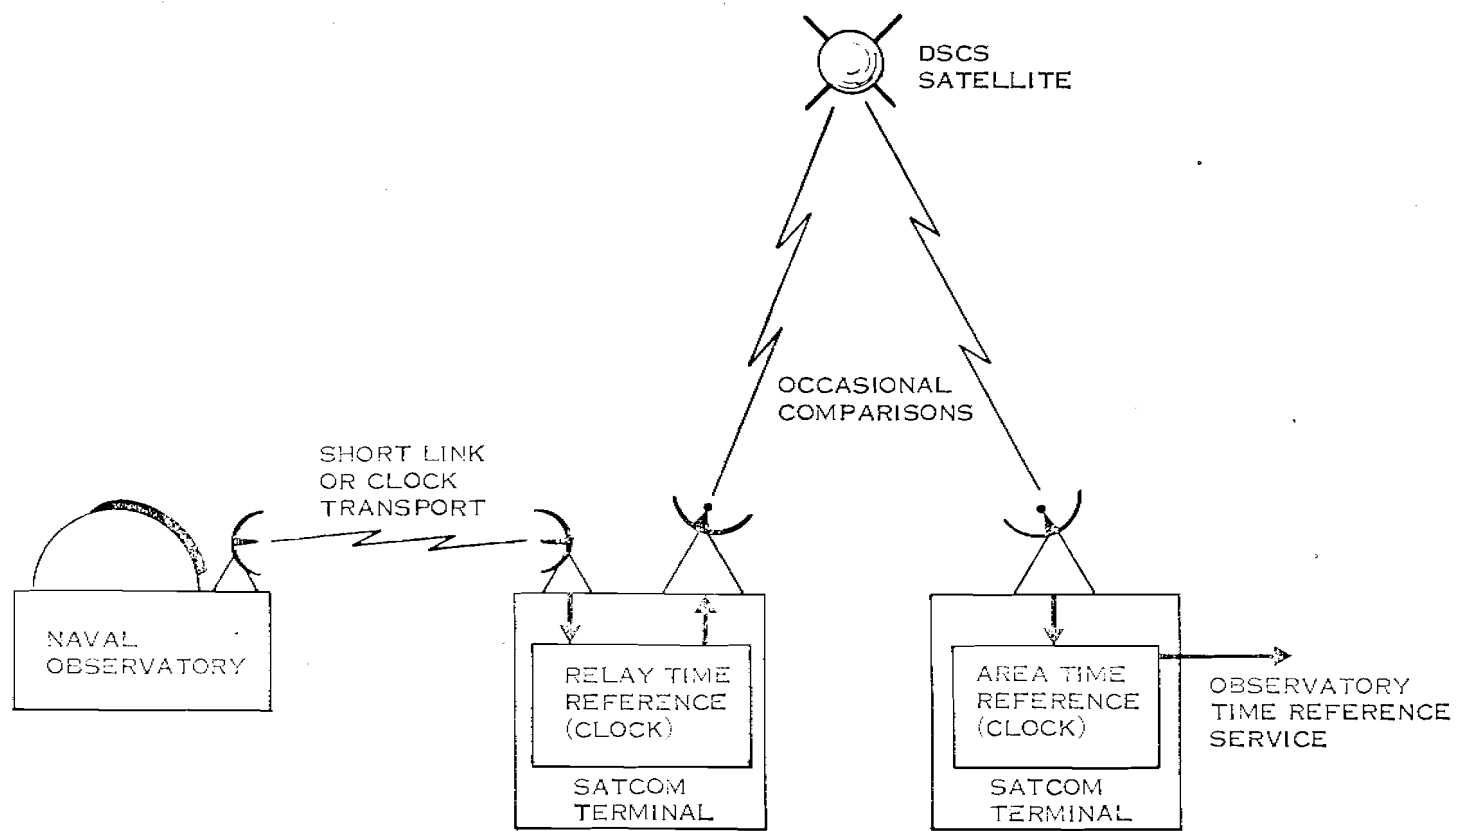 DSCS
SATELLITE
OCCASIONAL
COMPARISONS
SHORT LINK
OR CLOCK
TRANSPORT
NAVAL
OBSERVATORY
RELAY TIME
REFERENCE
(CLOCK)
SATCOM
TERMINAL
AREA TIME
REFERENCE
(CLOCK)
SATCOM
TERMINAL
OBSERVATORY
TIME REFERENCE
SERVICE